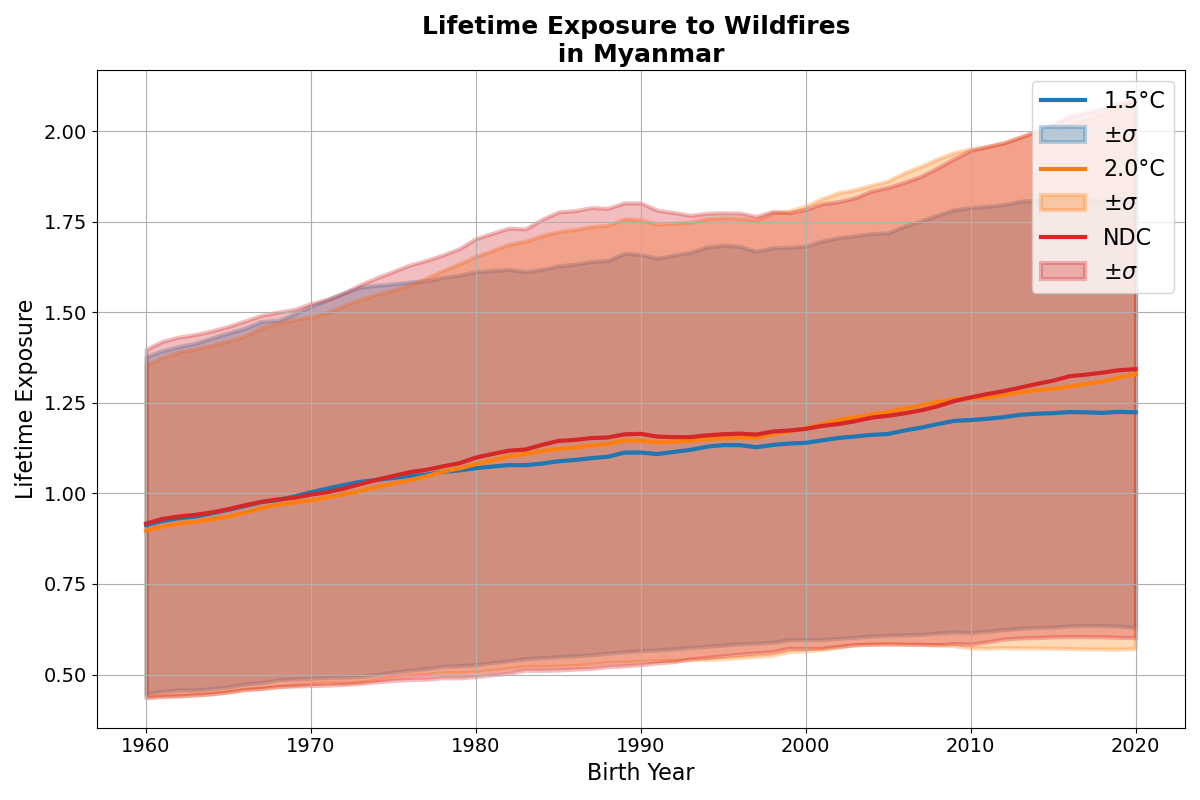 Lifetime Exposure to Wildfires
in Myanmar
Lifetime Exposure
2.00
1.75
1.50
1.25
1.00
0.75
0.50
1.5°C
±σ
2.0°C
±σ
NDC
±σ
1960
1970
1980
1990
2000
2010
2020
Birth Year